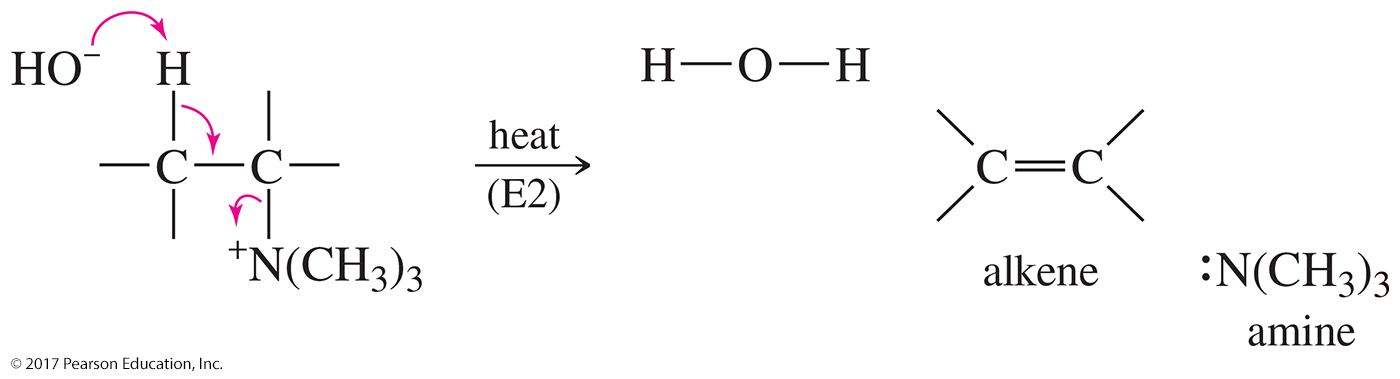 HO⁻ H
C C
⁺N(CH₃)₃
heat
(E2)
H—O—H
C=C
alkene
:N(CH₃)₃
amine
© 2017 Pearson Education, Inc.